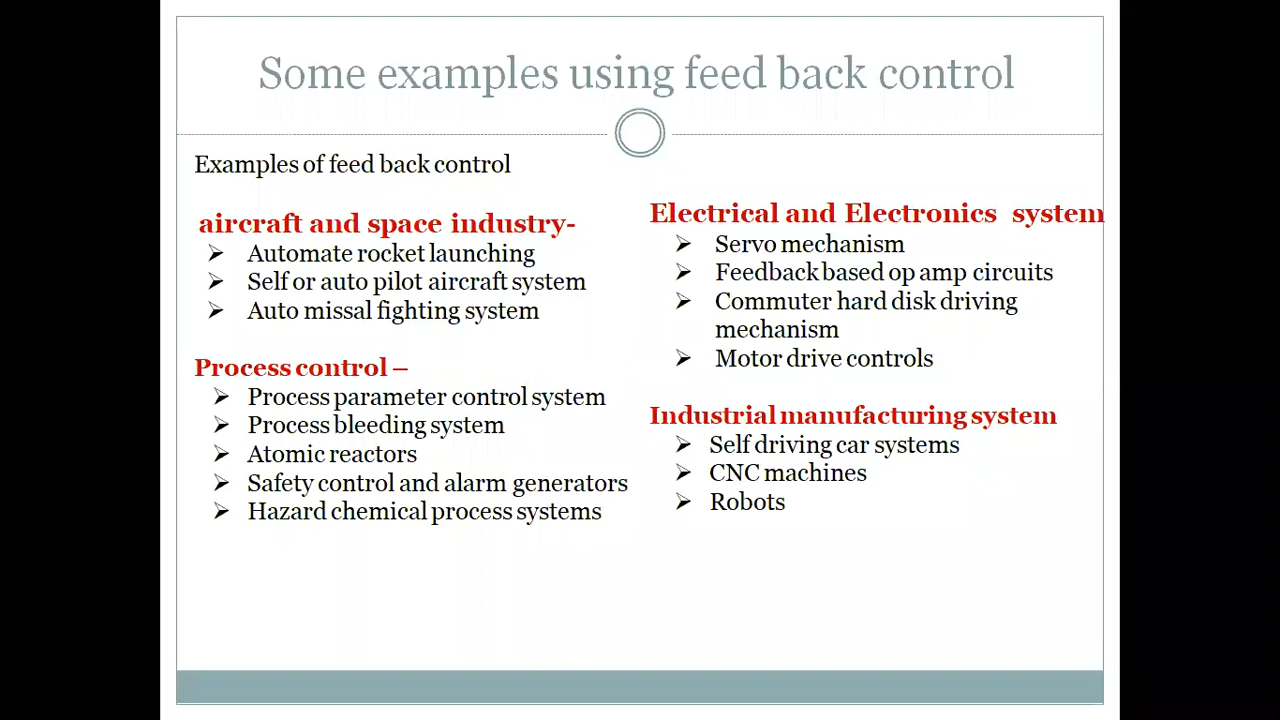 Some examples using feed back control
Examples of feed back control
aircraft and space industry-
Automate rocket launching
Self or auto pilot aircraft system
Auto missal fighting system
Process control –
Process parameter control system
Process bleeding system
Atomic reactors
Safety control and alarm generators
Hazard chemical process systems
Electrical and Electronics system
Servo mechanism
Feedback based op amp circuits
Commuter hard disk driving
mechanism
Motor drive controls
Industrial manufacturing system
Self driving car systems
CNC machines
Robots